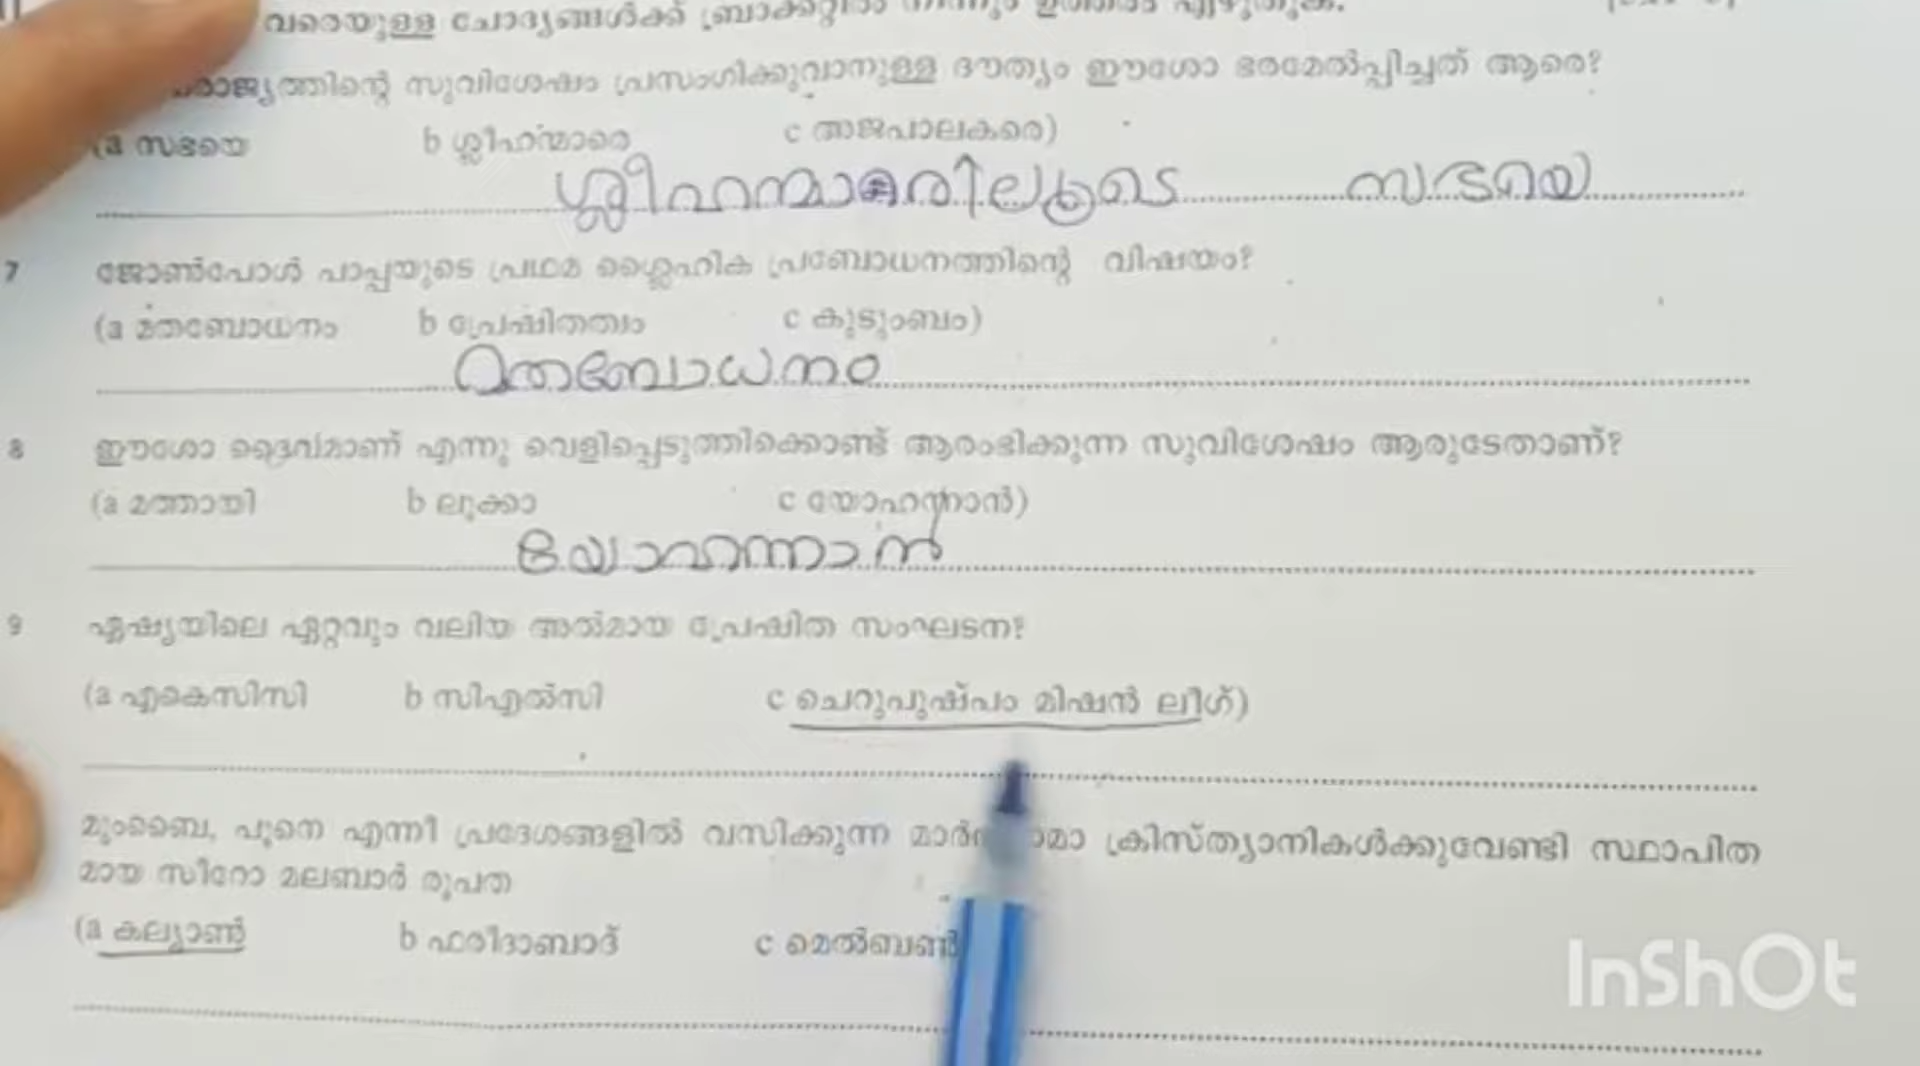 വരെയുള്ള ചോദ്യങ്ങൾക്ക് ബ്രാക്കറ്റിൽ നിന്നും ഉത്തരം എഴുതുക.
രാജ്യത്തിന്റെ സുവിശേഷം പ്രസംഗിക്കുവാനുള്ള ദൗത്യം ഈശോ ഭരമേൽപ്പിച്ചത് ആരെ?
(a സഭയെ b ശ്ലീഹന്മാരെ c അജപാലകരെ)
ശ്ലീഹന്മാരിലൂടെ സഭയെ
7 ജോൺപോൾ പാപ്പയുടെ പ്രഥമ ശ്ലൈഹിക പ്രബോധനത്തിന്റെ വിഷയം?
(a മതബോധനം b പ്രേഷിതത്വം c കുടുംബം)
മതബോധനം
8 ഈശോ ദൈവമാണ് എന്നു വെളിപ്പെടുത്തിക്കൊണ്ട് ആരംഭിക്കുന്ന സുവിശേഷം ആരുടേതാണ്?
(a മത്തായി b ലൂക്കാ c യോഹന്നാൻ)
യോഹന്നാൻ
9 ഏഷ്യയിലെ ഏറ്റവും വലിയ അൽമായ പ്രേഷിത സംഘടന?
(a എകെസിസി b സിഎൽസി c ചെറുപുഷ്പം മിഷൻ ലീഗ്)
മുംബൈ, പൂനെ എന്നീ പ്രദേശങ്ങളിൽ വസിക്കുന്ന ക്രിസ്ത്യാനികൾക്കുവേണ്ടി സ്ഥാപിത
മായ സീറോ മലബാർ രൂപത
(a കല്യാൺ b ഫരീദാബാദ് c മെൽബൺ
InShOt